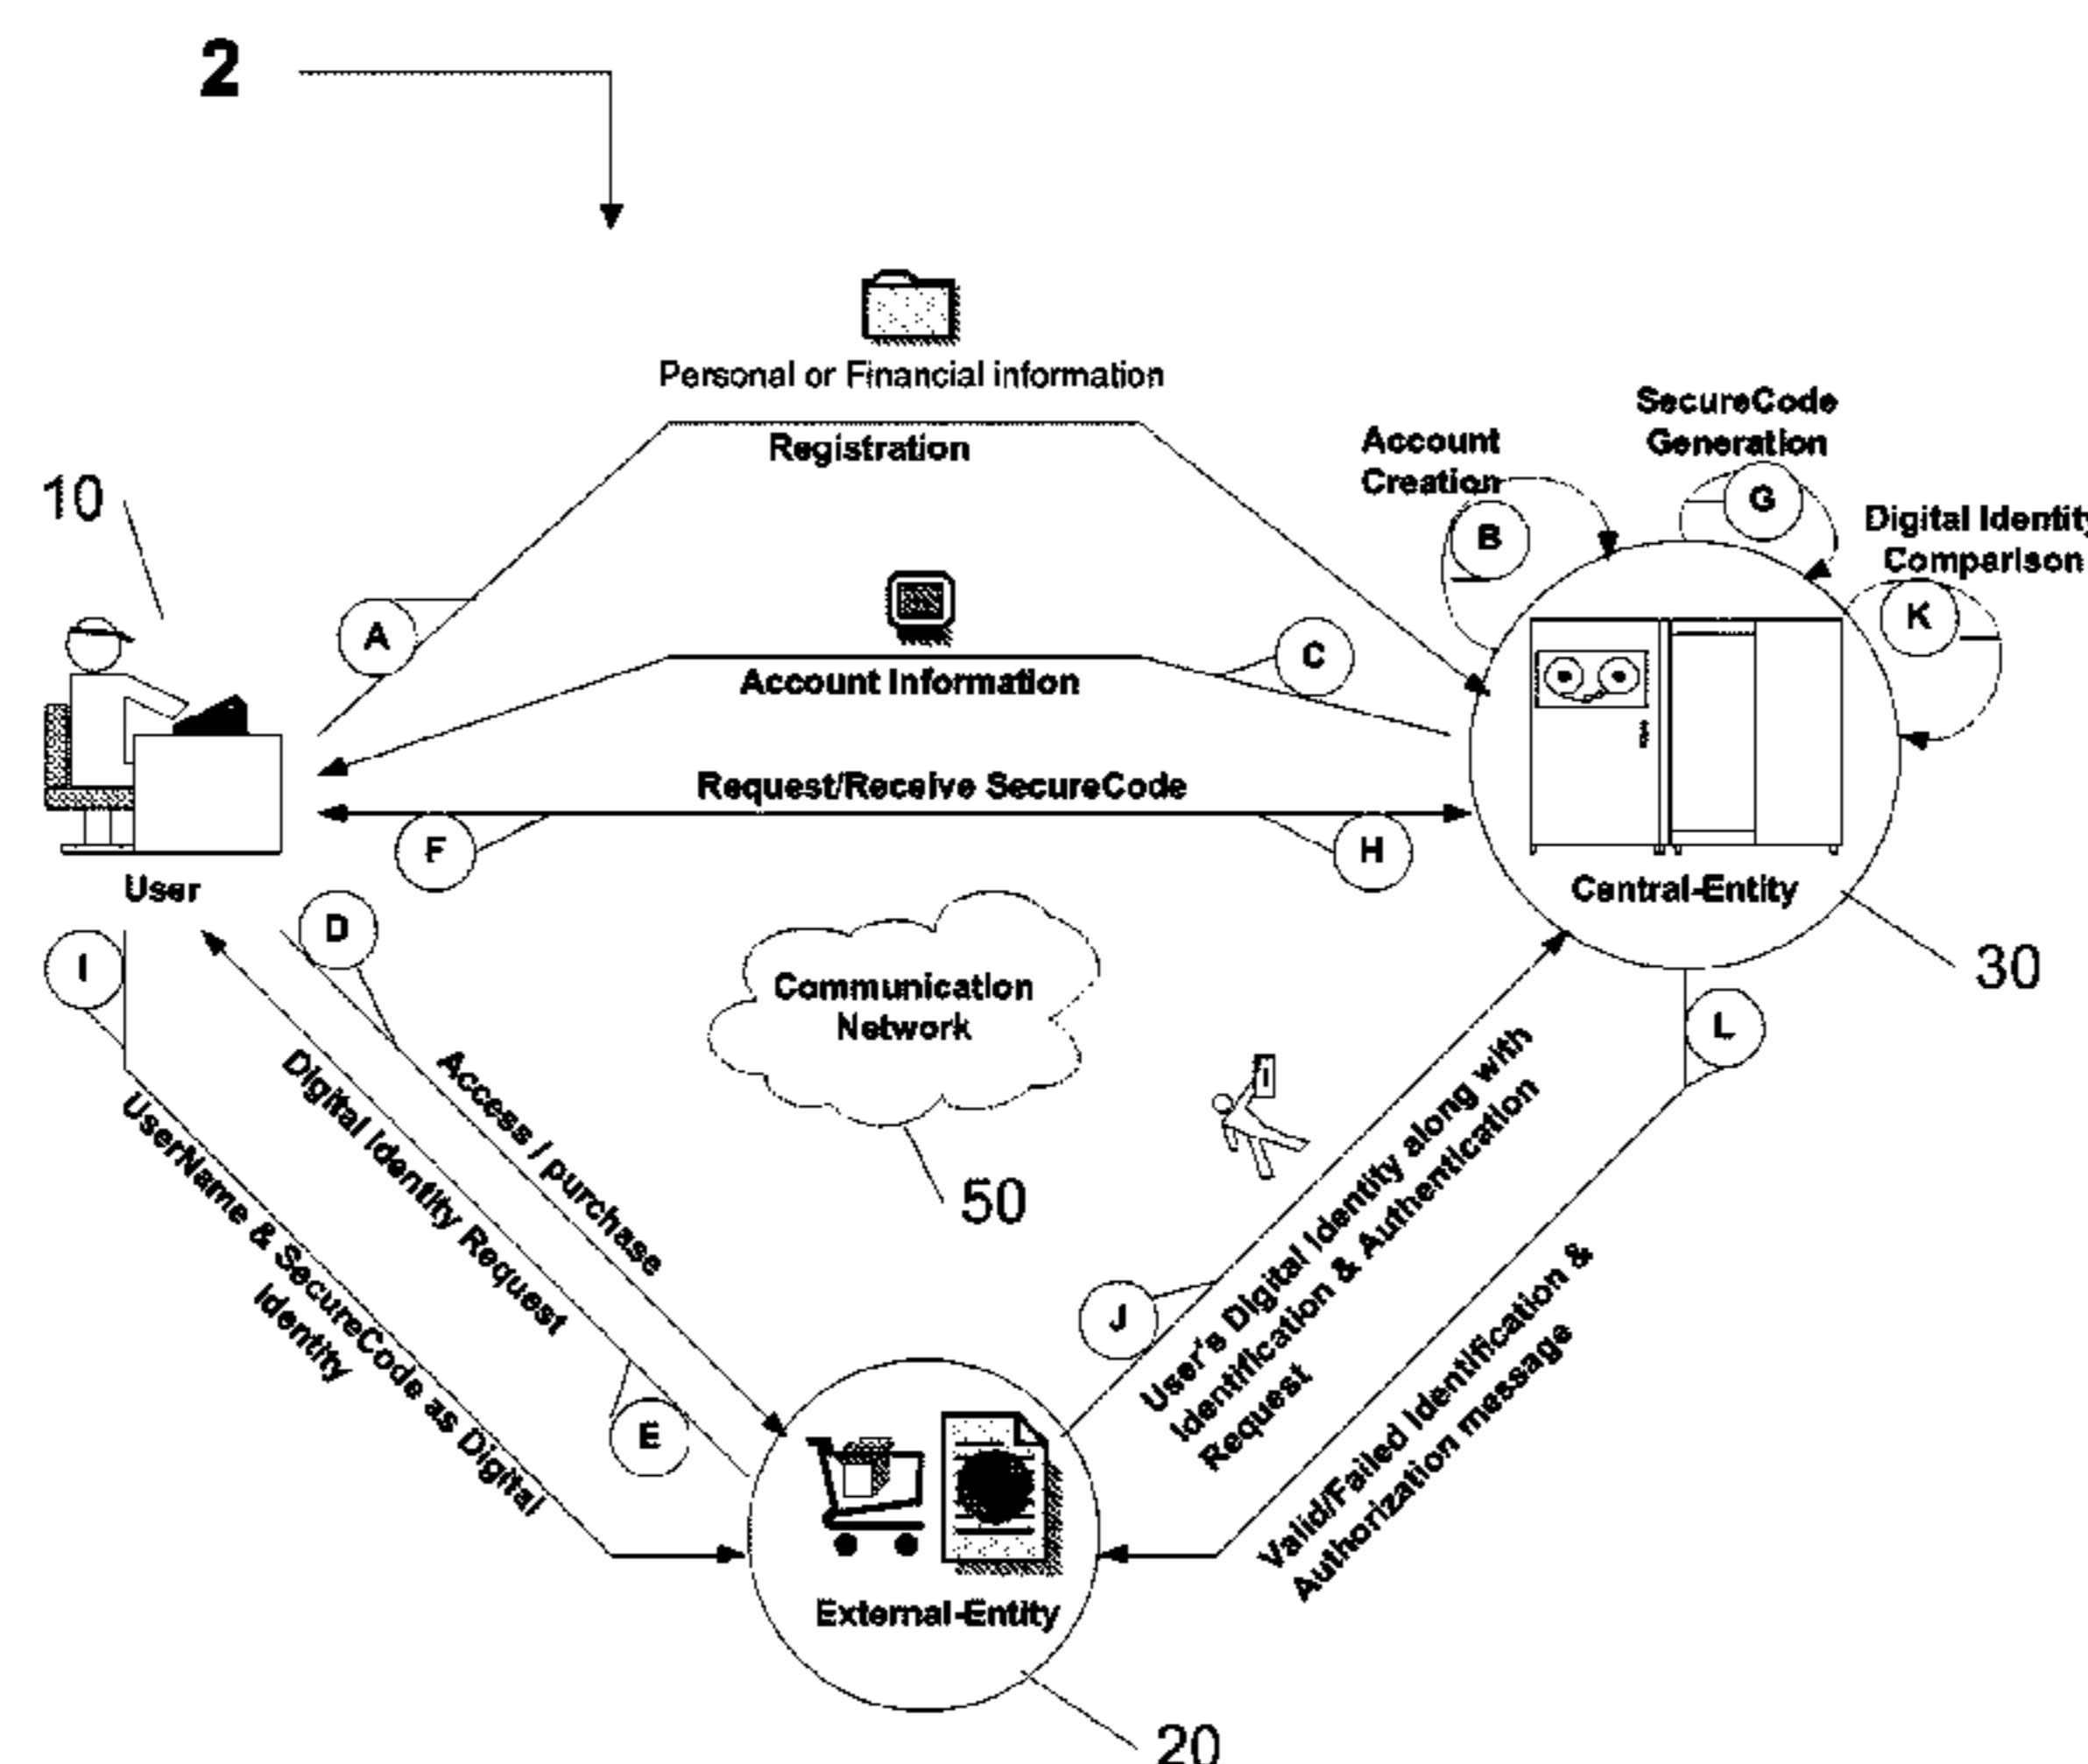 2
Personal or Financial information
Registration
SecureCode
Generation
Account
Creation
G
10
B
Digital Identity
Comparison
K
A
C
Account Information
Request/Receive SecureCode
F
H
User
Central-Entity
D
I
30
Communication
Network
L
50
Access / purchase
Digital Identity Request
UserName & SecureCode as Digital
Identity
J
User's Digital Identity along with
Identification & Authentication
Request
Valid/Failed Identification &
Authorization message
E
External-Entity
20